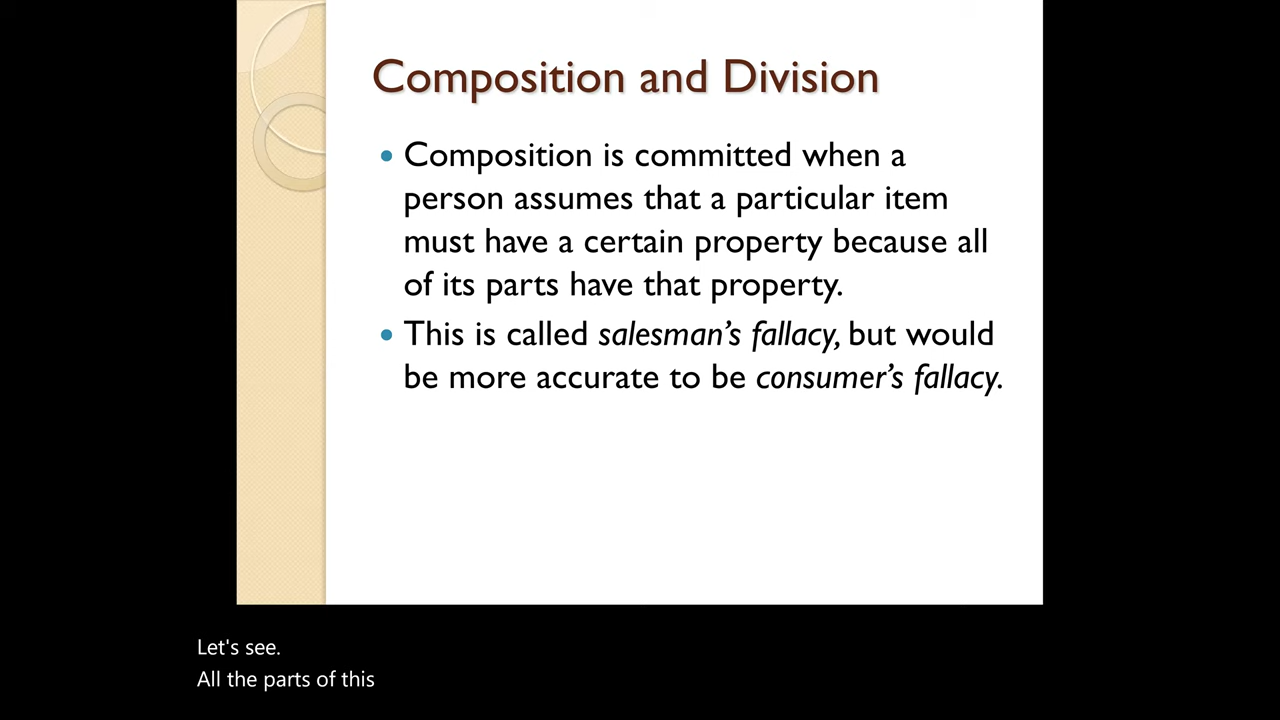 Composition and Division
• Composition is committed when a
person assumes that a particular item
must have a certain property because all
of its parts have that property.
• This is called salesman’s fallacy, but would
be more accurate to be consumer’s fallacy.
Let's see.
All the parts of this